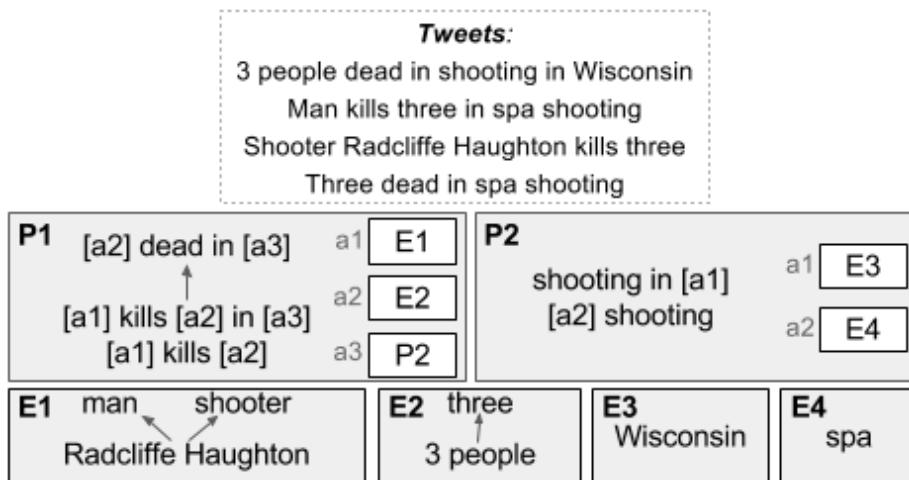 Tweets:
3 people dead in shooting in Wisconsin
Man kills three in spa shooting
Shooter Radcliffe Haughton kills three
Three dead in spa shooting
P1
[a2] dead in [a3]
[a1] kills [a2] in [a3]
[a1] kills [a2]
a1 E1
a2 E2
a3 P2
P2
shooting in [a1]
[a2] shooting
a1 E3
a2 E4
E1 man shooter
Radcliffe Haughton
E2 three
3 people
E3
Wisconsin
E4
spa